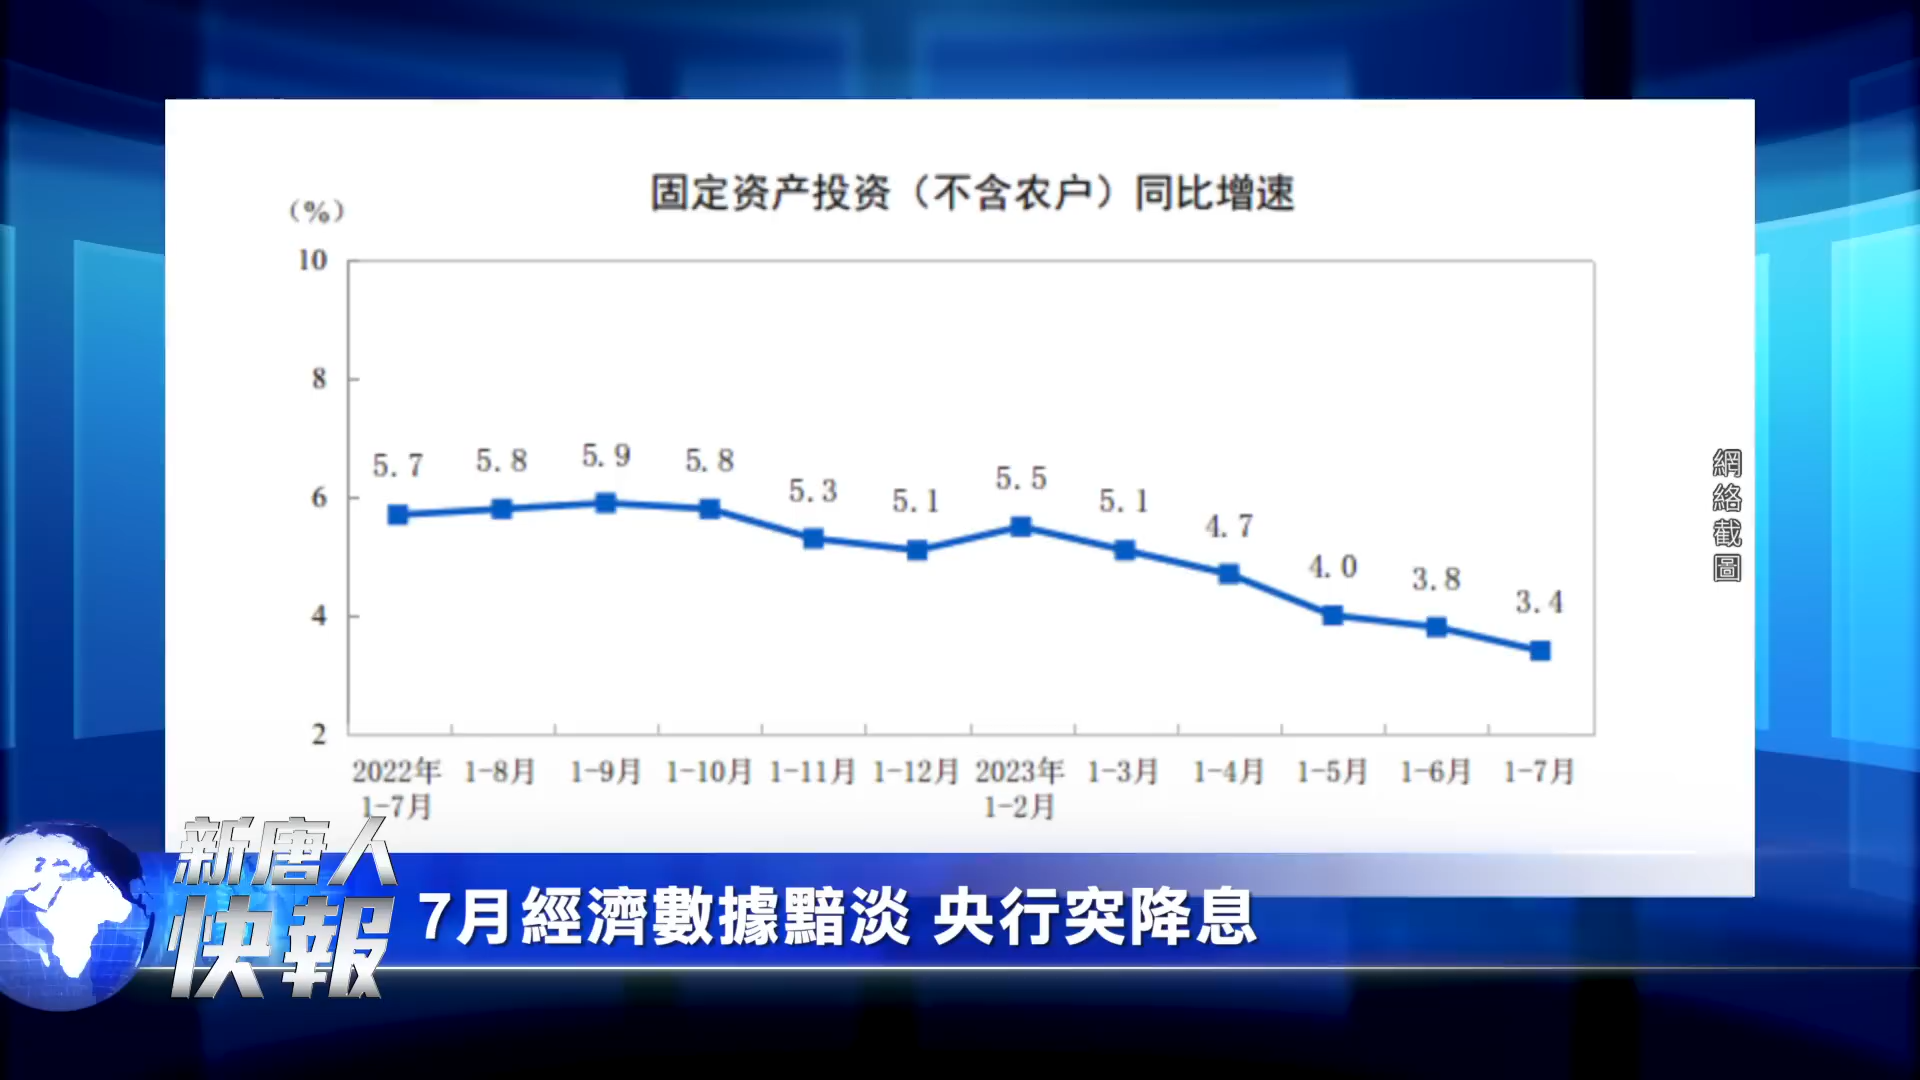 固定资产投资（不含农户）同比增速
（%）
10
8
6
4
2
5.7
5.8
5.9
5.8
5.3
5.1
5.5
5.1
4.7
4.0
3.8
3.4
2022年
1-7月
1-8月
1-9月
1-10月
1-11月
1-12月
2023年
1-2月
1-3月
1-4月
1-5月
1-6月
1-7月
網絡截圖
新唐人
快報
7月經濟數據黯淡 央行突降息